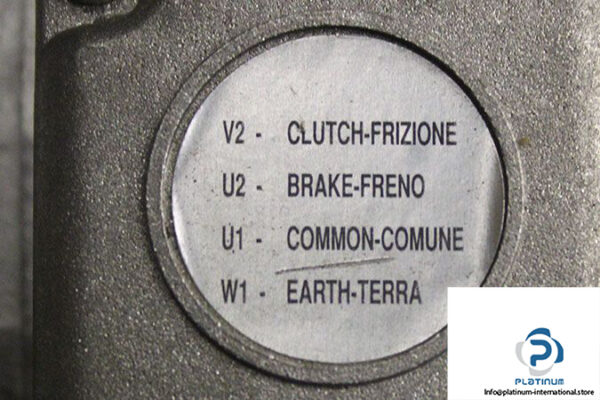 V2 - CLUTCH-FRIZIONE
U2 - BRAKE-FRENO
U1 - COMMON-COMUNE
W1 - EARTH-TERRA
PLATINUM
Info@platinum-international.store